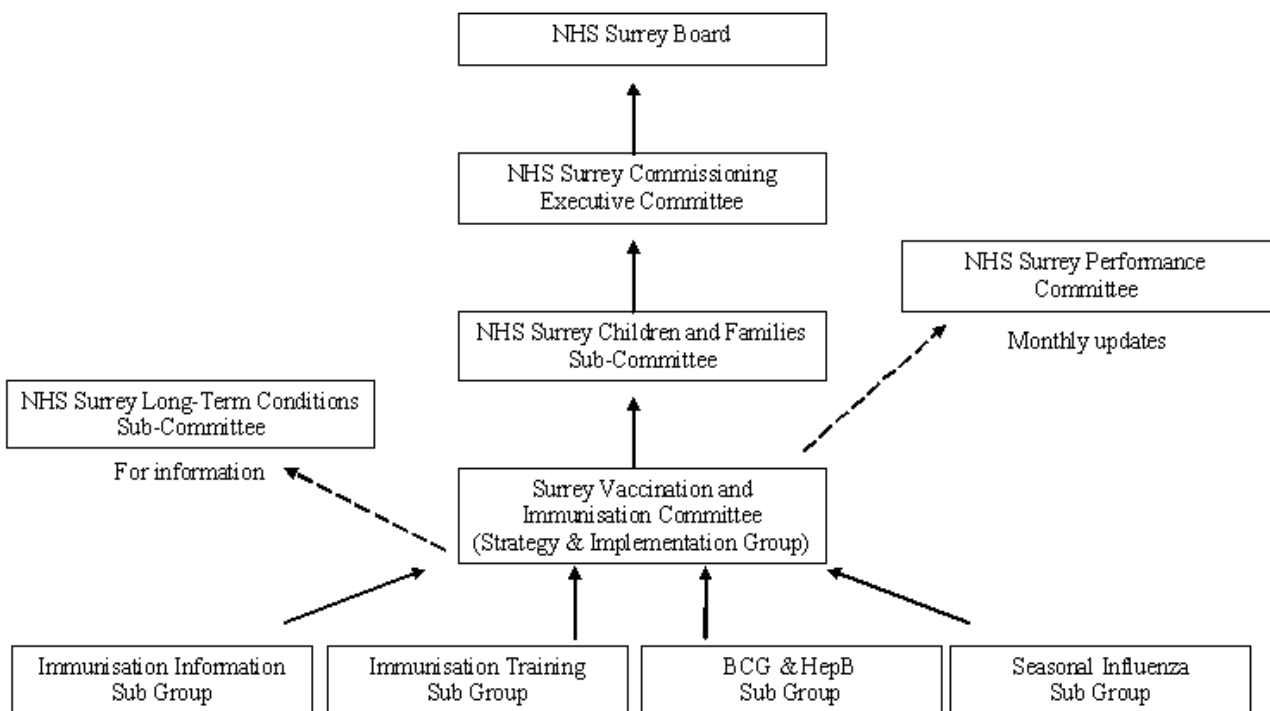 NHS Surrey Board
NHS Surrey Commissioning
Executive Committee
NHS Surrey Performance
Committee
Monthly updates
NHS Surrey Children and Families
Sub-Committee
NHS Surrey Long-Term Conditions
Sub-Committee
For information
Surrey Vaccination and
Immunisation Committee
(Strategy & Implementation Group)
Immunisation Information
Sub Group
Immunisation Training
Sub Group
BCG & HepB
Sub Group
Seasonal Influenza
Sub Group